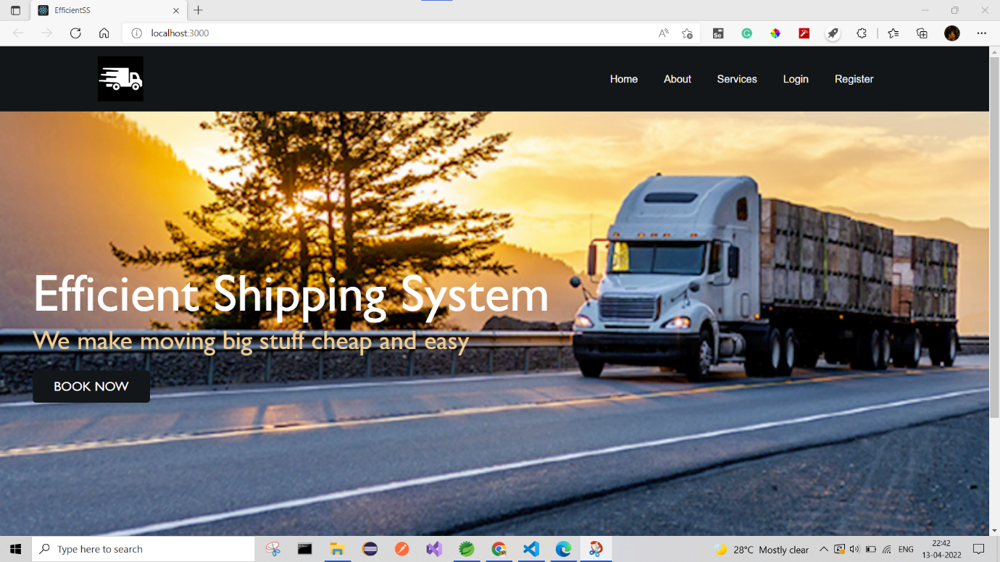 EfficientSS
localhost:3000
Home About Services Login Register
Efficient Shipping System
We make moving big stuff cheap and easy
BOOK NOW
Type here to search
28°C Mostly clear
ENG
22:42
13-04-2022